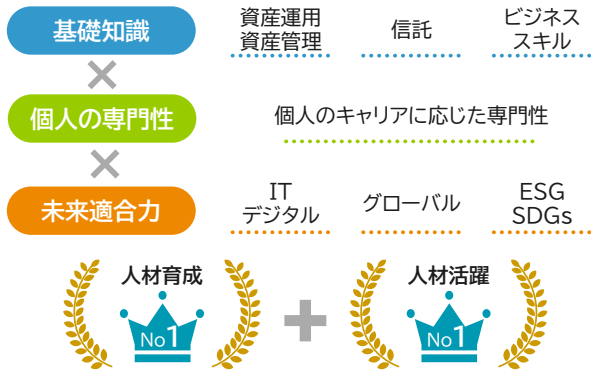 基礎知識
資産運用
資産管理
信託
ビジネス
スキル
×
個人の専門性
個人のキャリアに応じた専門性
×
未来適合力
IT
デジタル
グローバル
ESG
SDGs
人材育成
No1
+
人材活躍
No1